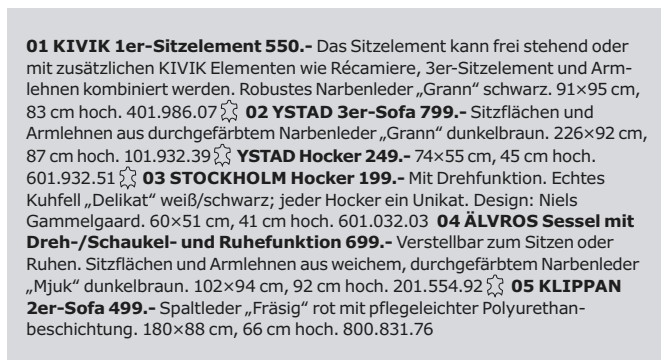 01 KIVIK 1er-Sitzelement 550.- Das Sitzelement kann frei stehend oder
mit zusätzlichen KIVIK Elementen wie Récamiere, 3er-Sitzelement und Arm-
lehnen kombiniert werden. Robustes Narbenleder „Grann“ schwarz. 91×95 cm,
83 cm hoch. 401.986.07 02 YSTAD 3er-Sofa 799.- Sitzflächen und
Armlehnen aus durchgefärbtem Narbenleder „Grann“ dunkelbraun. 226×92 cm,
87 cm hoch. 101.932.39 YSTAD Hocker 249.- 74×55 cm, 45 cm hoch.
601.932.51 03 STOCKHOLM Hocker 199.- Mit Drehfunktion. Echtes
Kuhfell „Delikat“ weiß/schwarz; jeder Hocker ein Unikat. Design: Niels
Gammelgaard. 60×51 cm, 41 cm hoch. 601.032.03 04 ÄLVROS Sessel mit
Dreh-/Schaukel- und Ruhefunktion 699.- Verstellbar zum Sitzen oder
Ruhen. Sitzflächen und Armlehnen aus weichem, durchgefärbtem Narbenleder
„Mjuk“ dunkelbraun. 102×94 cm, 92 cm hoch. 201.554.92 05 KLIPPAN
2er-Sofa 499.- Spaltleder „Fräsig“ rot mit pflegeleichter Polyurethan-
beschichtung. 180×88 cm, 66 cm hoch. 800.831.76